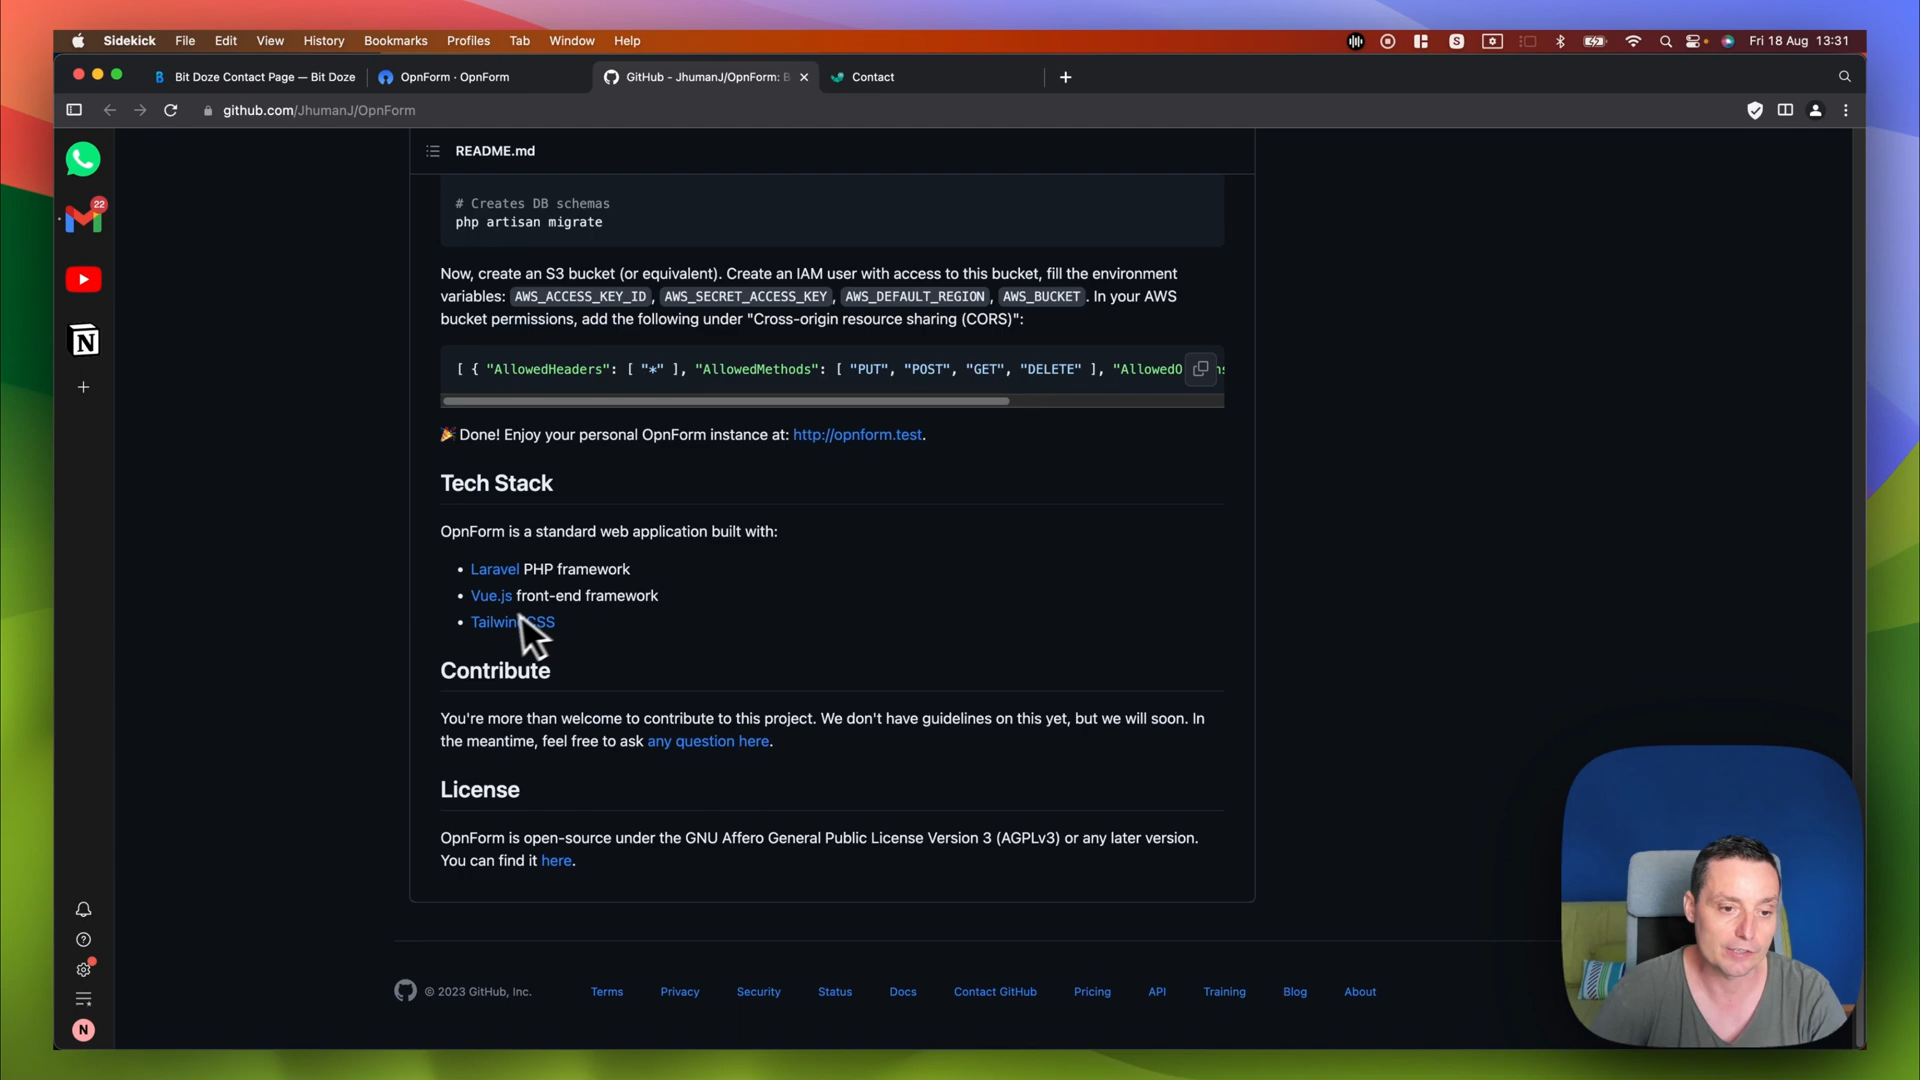 Sidekick File Edit View History Bookmarks Profiles Tab Window Help
S
Fri 18 Aug 13:31
B Bit Doze Contact Page — Bit Doze
OpnForm · OpnForm
GitHub - JhumanJ/OpnForm: B
Contact
github.com/JhumanJ/OpnForm
22
N
N
README.md
# Creates DB schemas
php artisan migrate
Now, create an S3 bucket (or equivalent). Create an IAM user with access to this bucket, fill the environment
variables: AWS_ACCESS_KEY_ID, AWS_SECRET_ACCESS_KEY, AWS_DEFAULT_REGION, AWS_BUCKET. In your AWS
bucket permissions, add the following under "Cross-origin resource sharing (CORS)":
[ { "AllowedHeaders": [ "*" ], "AllowedMethods": [ "PUT", "POST", "GET", "DELETE" ], "AllowedO
🎉 Done! Enjoy your personal OpnForm instance at: http://opnform.test.
Tech Stack
OpnForm is a standard web application built with:
• Laravel PHP framework
• Vue.js front-end framework
• TailwindCSS
Contribute
You're more than welcome to contribute to this project. We don't have guidelines on this yet, but we will soon. In
the meantime, feel free to ask any question here.
License
OpnForm is open-source under the GNU Affero General Public License Version 3 (AGPLv3) or any later version.
You can find it here.
© 2023 GitHub, Inc. Terms Privacy Security Status Docs Contact GitHub Pricing API Training Blog About